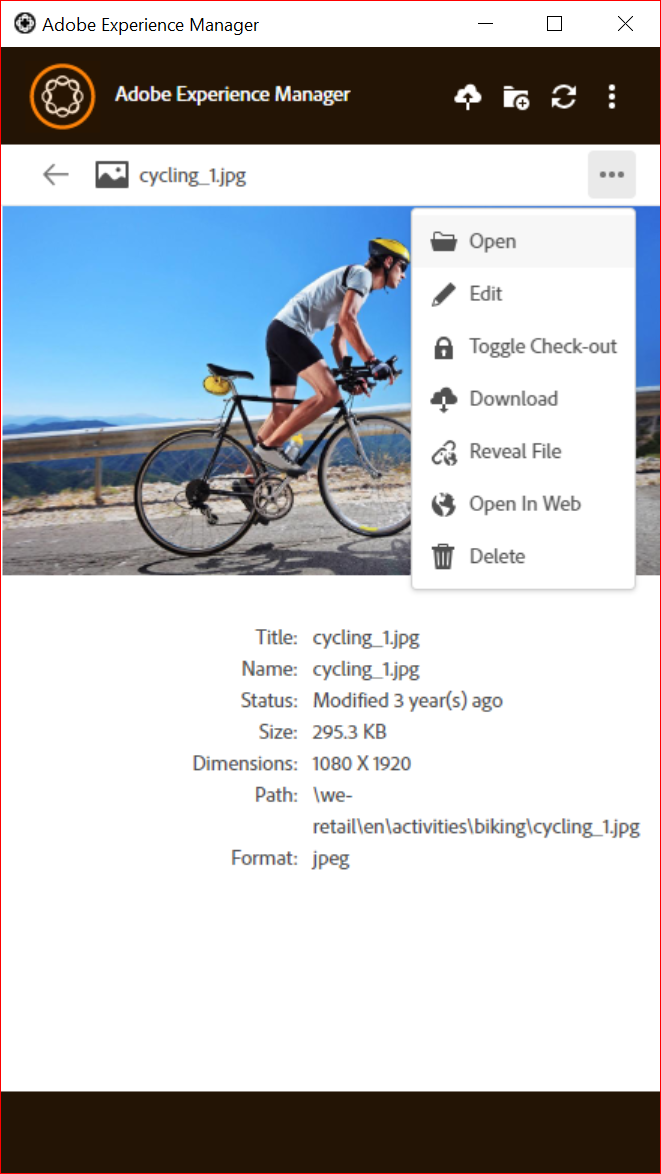 Adobe Experience Manager
Adobe Experience Manager
cycling_1.jpg
Open
Edit
Toggle Check-out
Download
Reveal File
Open In Web
Delete
Title: cycling_1.jpg
Name: cycling_1.jpg
Status: Modified 3 year(s) ago
Size: 295.3 KB
Dimensions: 1080 X 1920
Path: \we-
retail\en\activities\biking\cycling_1.jpg
Format: jpeg